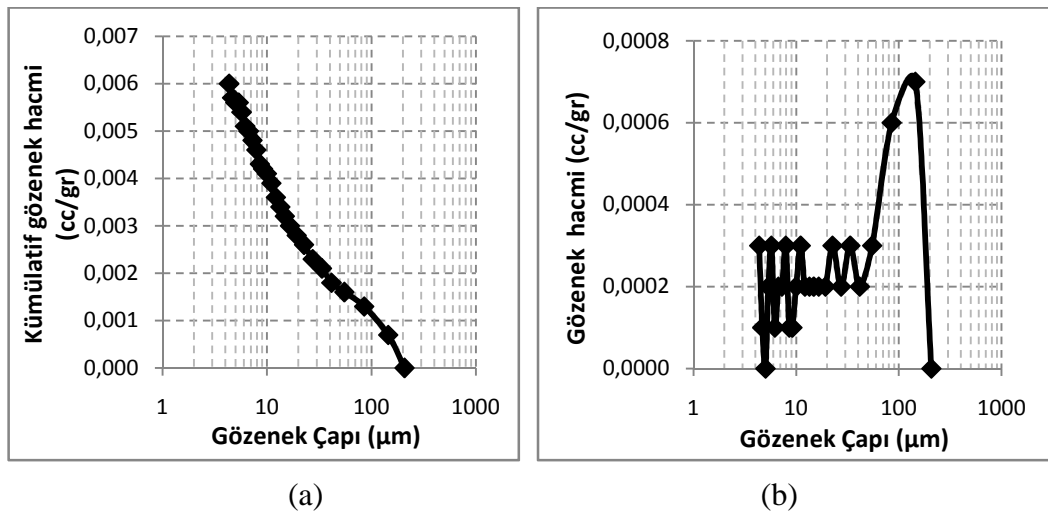 0,007
0,006
0,005
0,004
0,003
0,002
0,001
0,000
Kümülatif gözenek hacmi
(cc/gr)
1 10 100 1000
Gözenek Çapı (µm)
(a)
0,0008
0,0006
0,0004
0,0002
0,0000
Gözenek hacmi (cc/gr)
1 10 100 1000
Gözenek Çapı (µm)
(b)